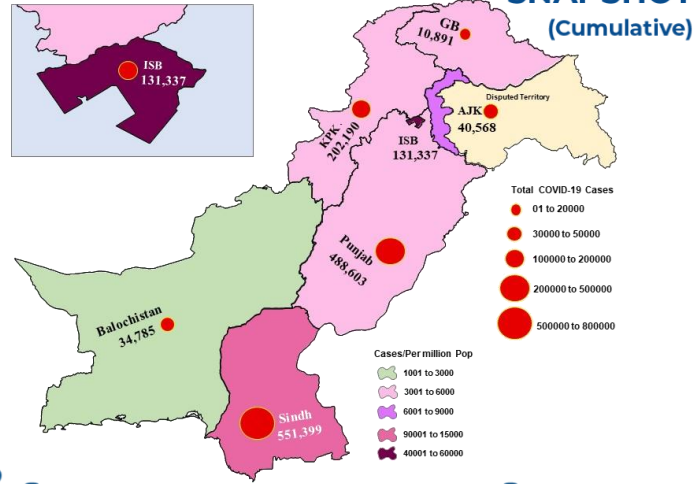 SNAPSHOT
(Cumulative)
ISB
131,337
GB
10,891
Disputed Territory
AJK
40,568
KPK
202,190
ISB
131,337
Punjab
488,603
Balochistan
34,785
Sindh
551,399
Total COVID-19 Cases
01 to 20000
30000 to 50000
100000 to 200000
200000 to 500000
500000 to 800000
Cases/Per million Pop
1001 to 3000
3001 to 6000
6001 to 9000
90001 to 15000
40001 to 60000